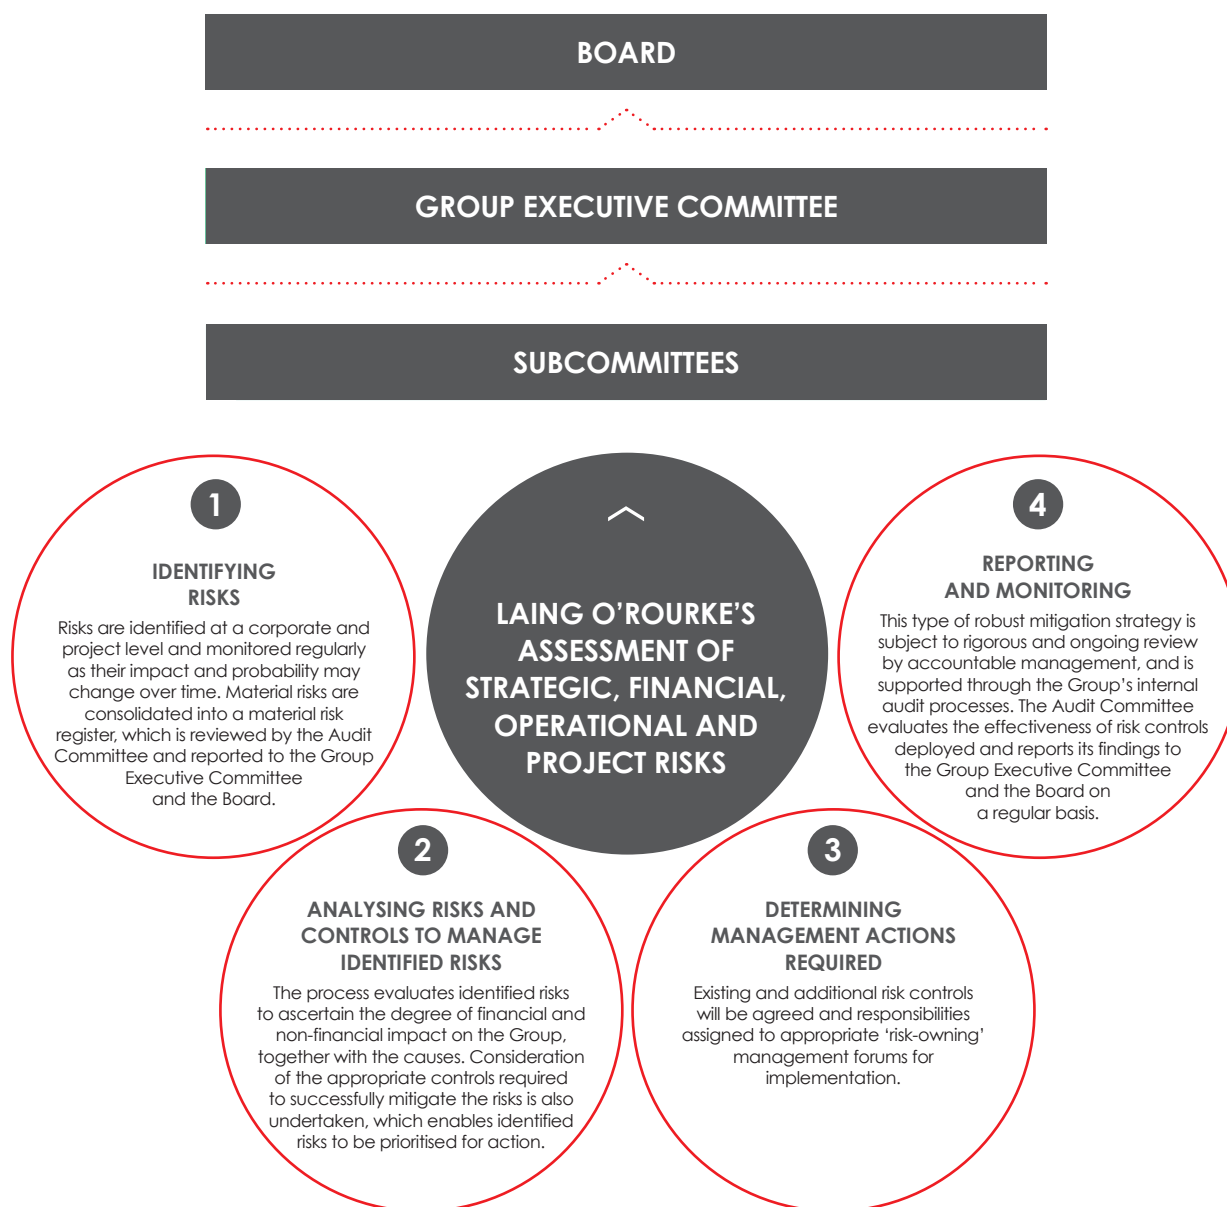 BOARD
GROUP EXECUTIVE COMMITTEE
SUBCOMMITTEES
1
IDENTIFYING
RISKS
Risks are identified at a corporate and
project level and monitored regularly
as their impact and probability may
change over time. Material risks are
consolidated into a material risk
register, which is reviewed by the Audit
Committee and reported to the Group
Executive Committee
and the Board.
LAING O’ROURKE’S
ASSESSMENT OF
STRATEGIC, FINANCIAL,
OPERATIONAL AND
PROJECT RISKS
2
ANALYSING RISKS AND
CONTROLS TO MANAGE
IDENTIFIED RISKS
The process evaluates identified risks
to ascertain the degree of financial and
non-financial impact on the Group,
together with the causes. Consideration
of the appropriate controls required
to successfully mitigate the risks is also
undertaken, which enables identified
risks to be prioritised for action.
3
DETERMINING
MANAGEMENT ACTIONS
REQUIRED
Existing and additional risk controls
will be agreed and responsibilities
assigned to appropriate ‘risk-owning’
management forums for
implementation.
4
REPORTING
AND MONITORING
This type of robust mitigation strategy is
subject to rigorous and ongoing review
by accountable management, and is
supported through the Group’s internal
audit processes. The Audit Committee
evaluates the effectiveness of risk controls
deployed and reports its findings to
the Group Executive Committee
and the Board on
a regular basis.